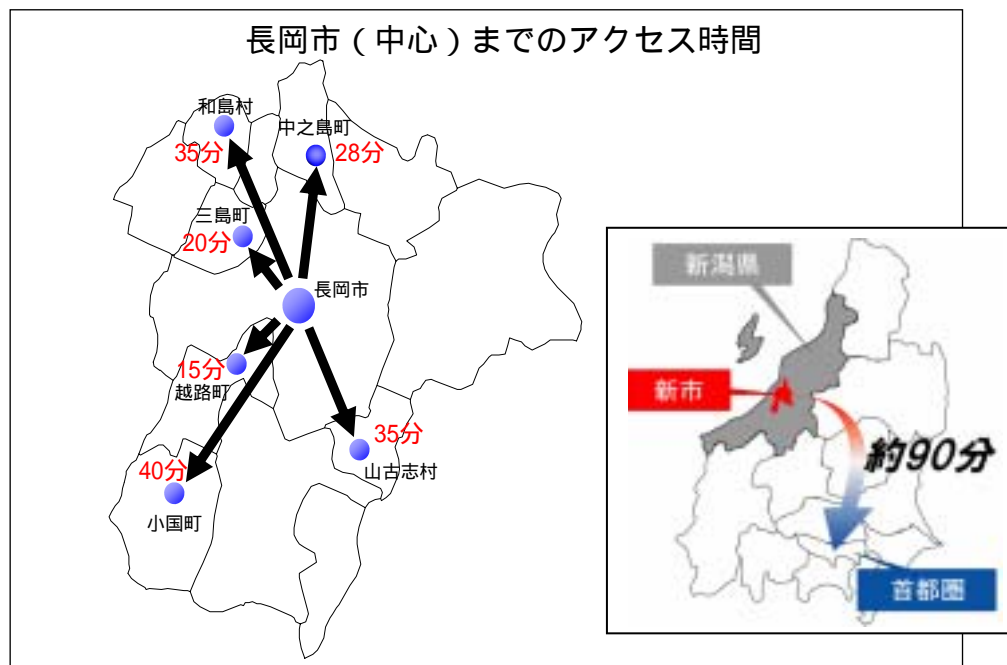 長岡市（中心）までのアクセス時間
和島村
35分
中之島町
28分
三島町
20分
長岡市
15分
越路町
35分
山古志村
40分
小国町
新潟県
新市
約90分
首都圏